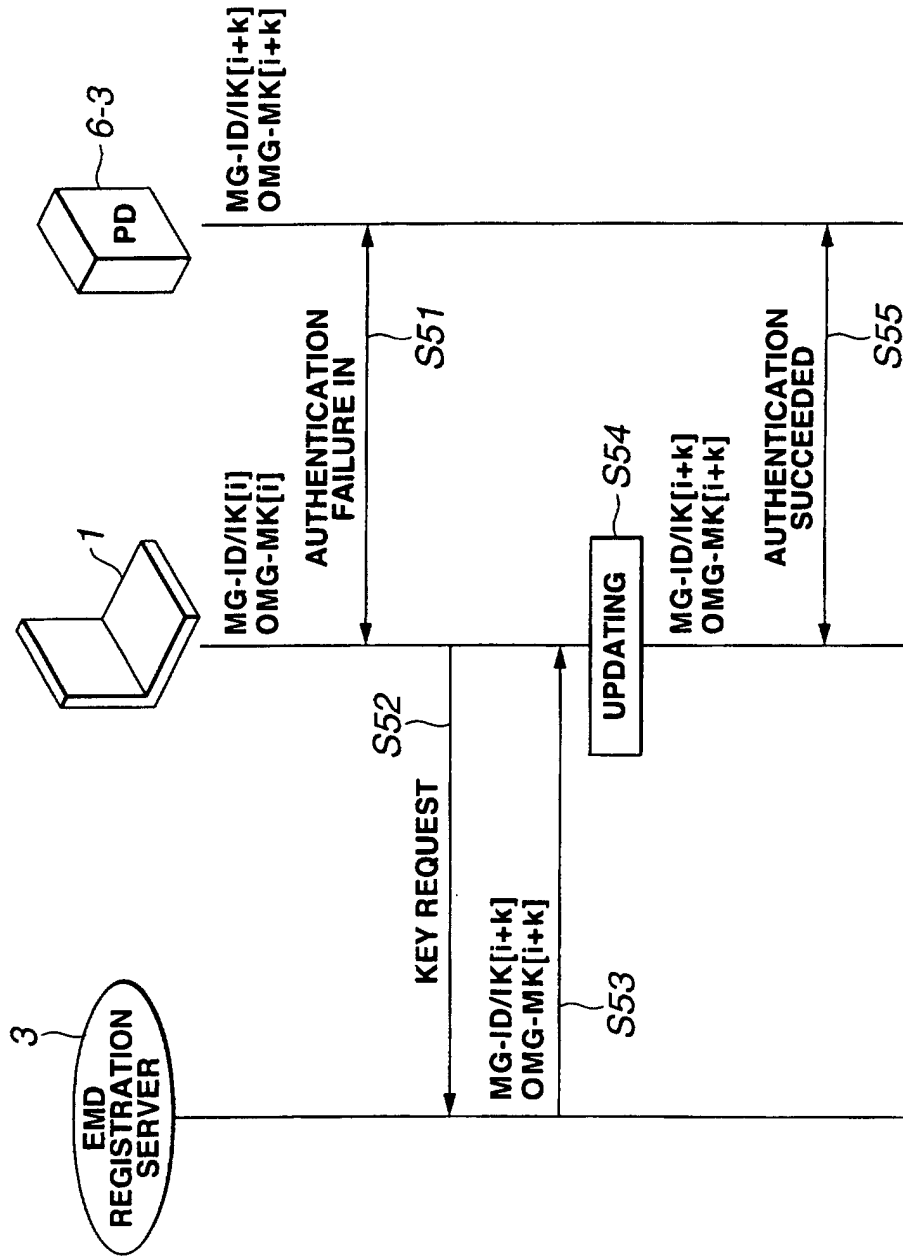 3
EMD
REGISTRATION
SERVER
1
6-3
PD
MG-ID/IK[i]
OMG-MK[i]
MG-ID/IK[i+k]
OMG-MK[i+k]
AUTHENTICATION
FAILURE IN
S51
S52
KEY REQUEST
MG-ID/IK[i+k]
OMG-MK[i+k]
S53
UPDATING
S54
MG-ID/IK[i+k]
OMG-MK[i+k]
AUTHENTICATION
SUCCEEDED
S55